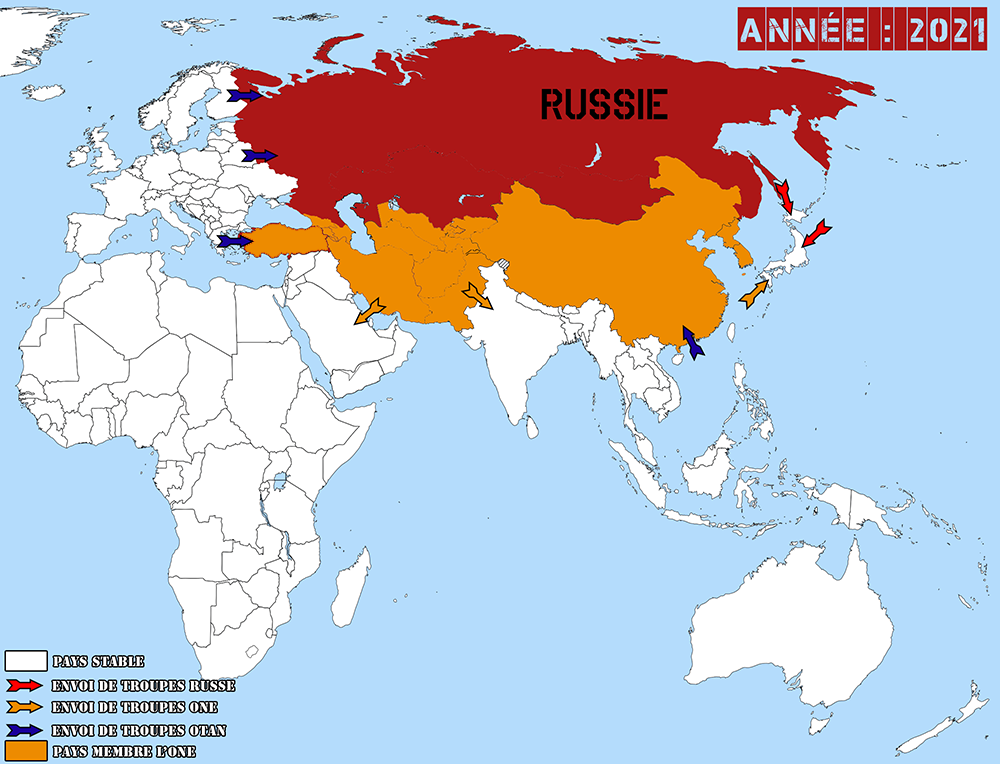 ANNÉE : 2021
RUSSIE
PAYS STABLE
ENVOI DE TROUPES RUSSE
ENVOI DE TROUPES ONE
ENVOI DE TROUPES OTAN
PAYS MEMBRE L'ONE